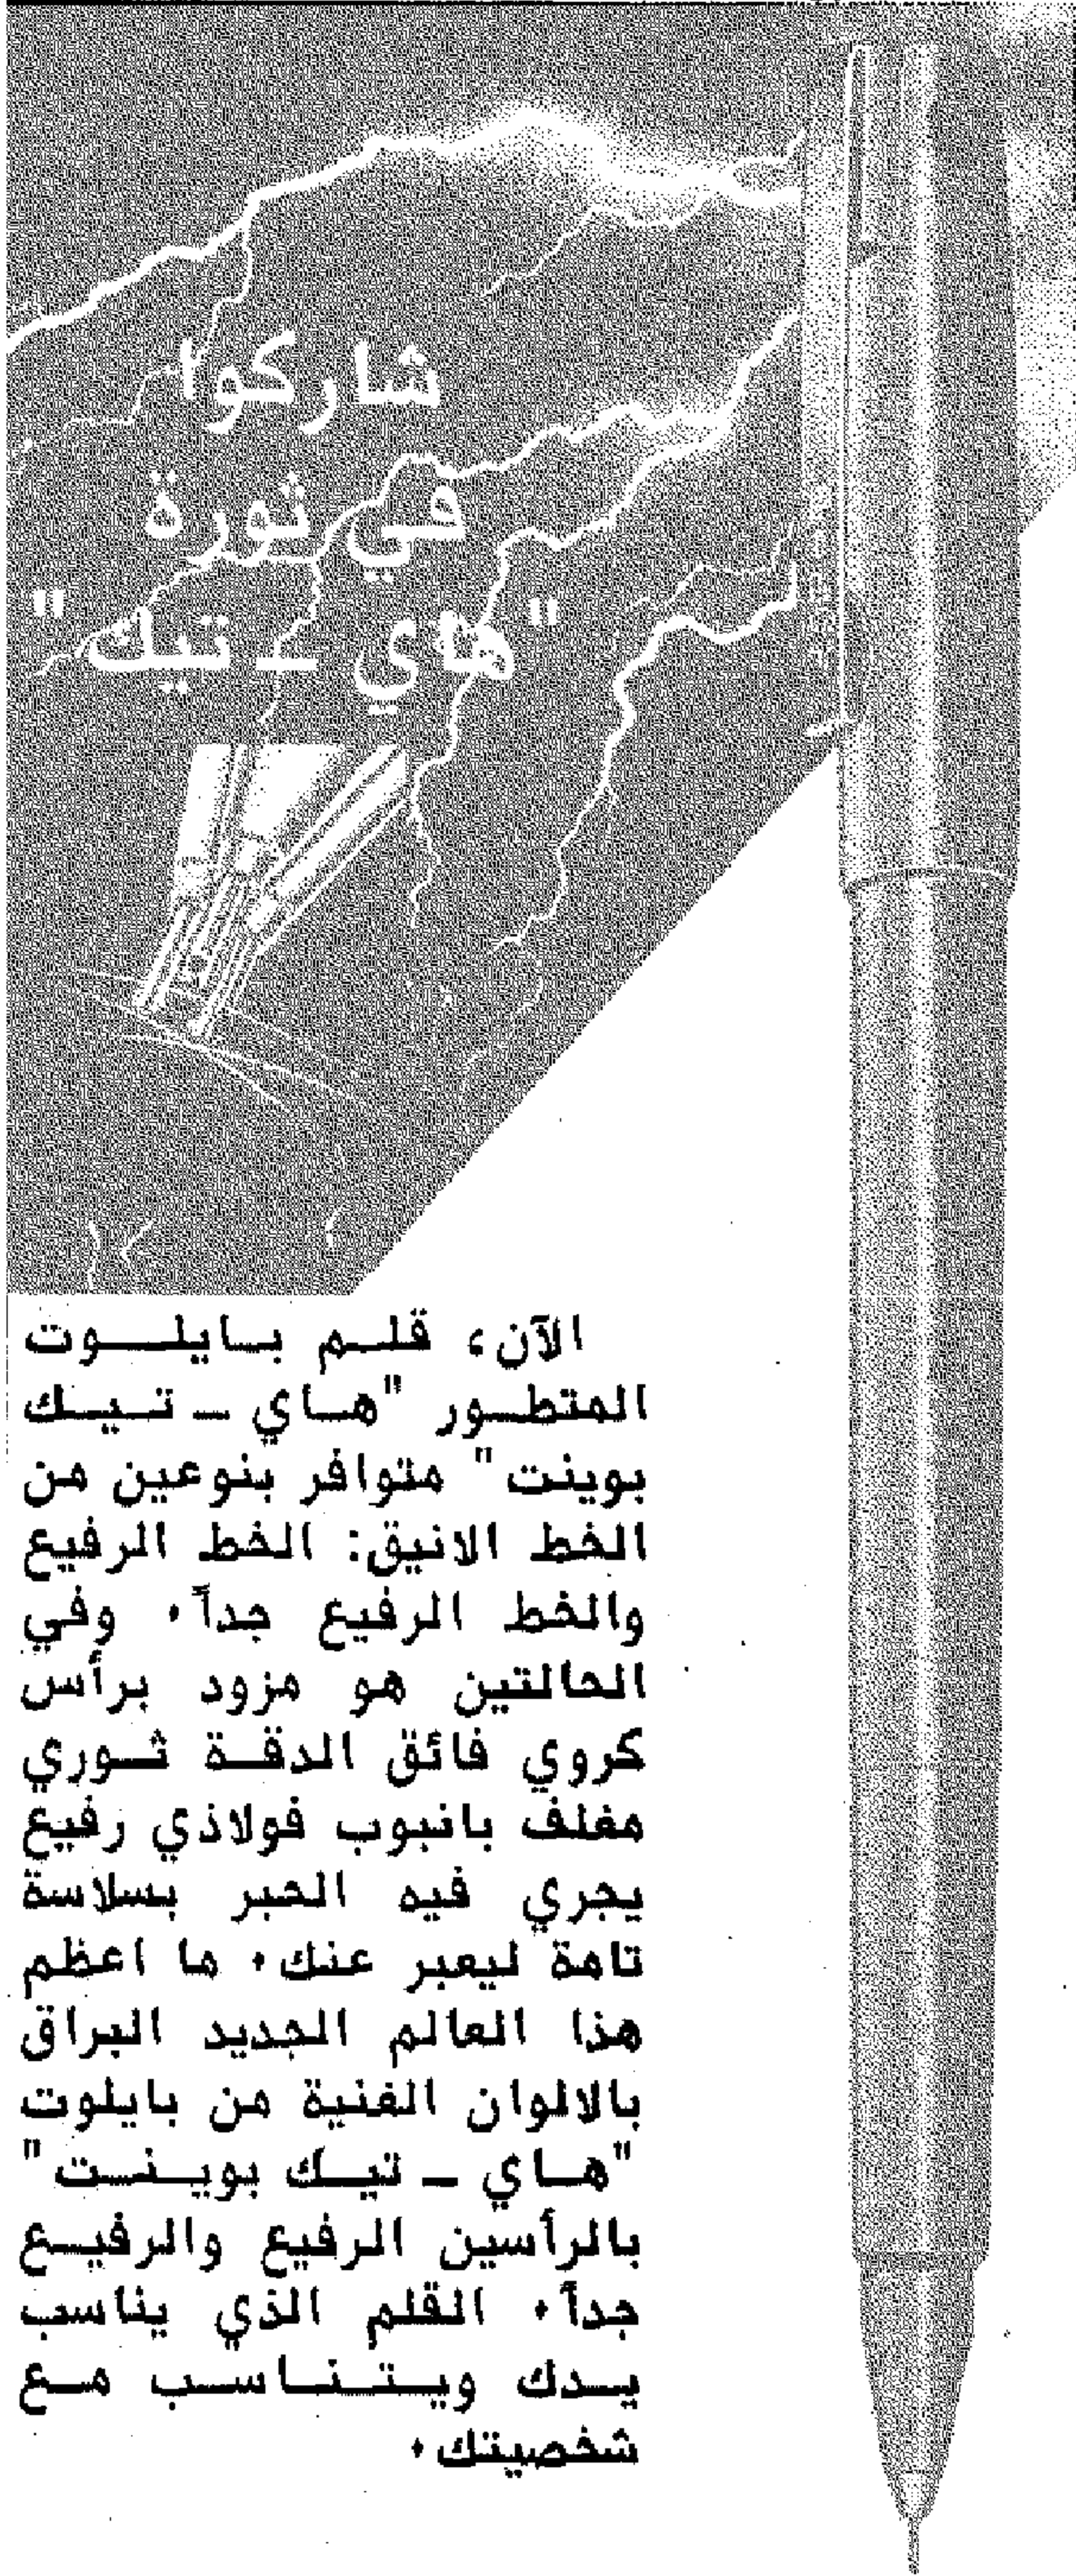 شاركوا
في ثورة
"هاي - تيك"
الآن، قلم بايلوت
المتطور "هاي - تيك
بوينت" متوافر بنوعين من
الخط الانيق: الخط الرفيع
والخط الرفيع جداً. وفي
الحالتين هو مزود برأس
كروي فائق الدقة ثوري
مغلف بانبوب فولاذي رفيع
يجري فيه الحبر بسلاسة
تامة ليعبر عنك. ما اعظم
هذا العالم الجديد البراق
بالالوان الغنية من بايلوت
"هاي - تيك بوينت"
بالرأسين الرفيع والرفيع
جداً. القلم الذي يناسب
يدك ويتناسب مع
شخصيتك.